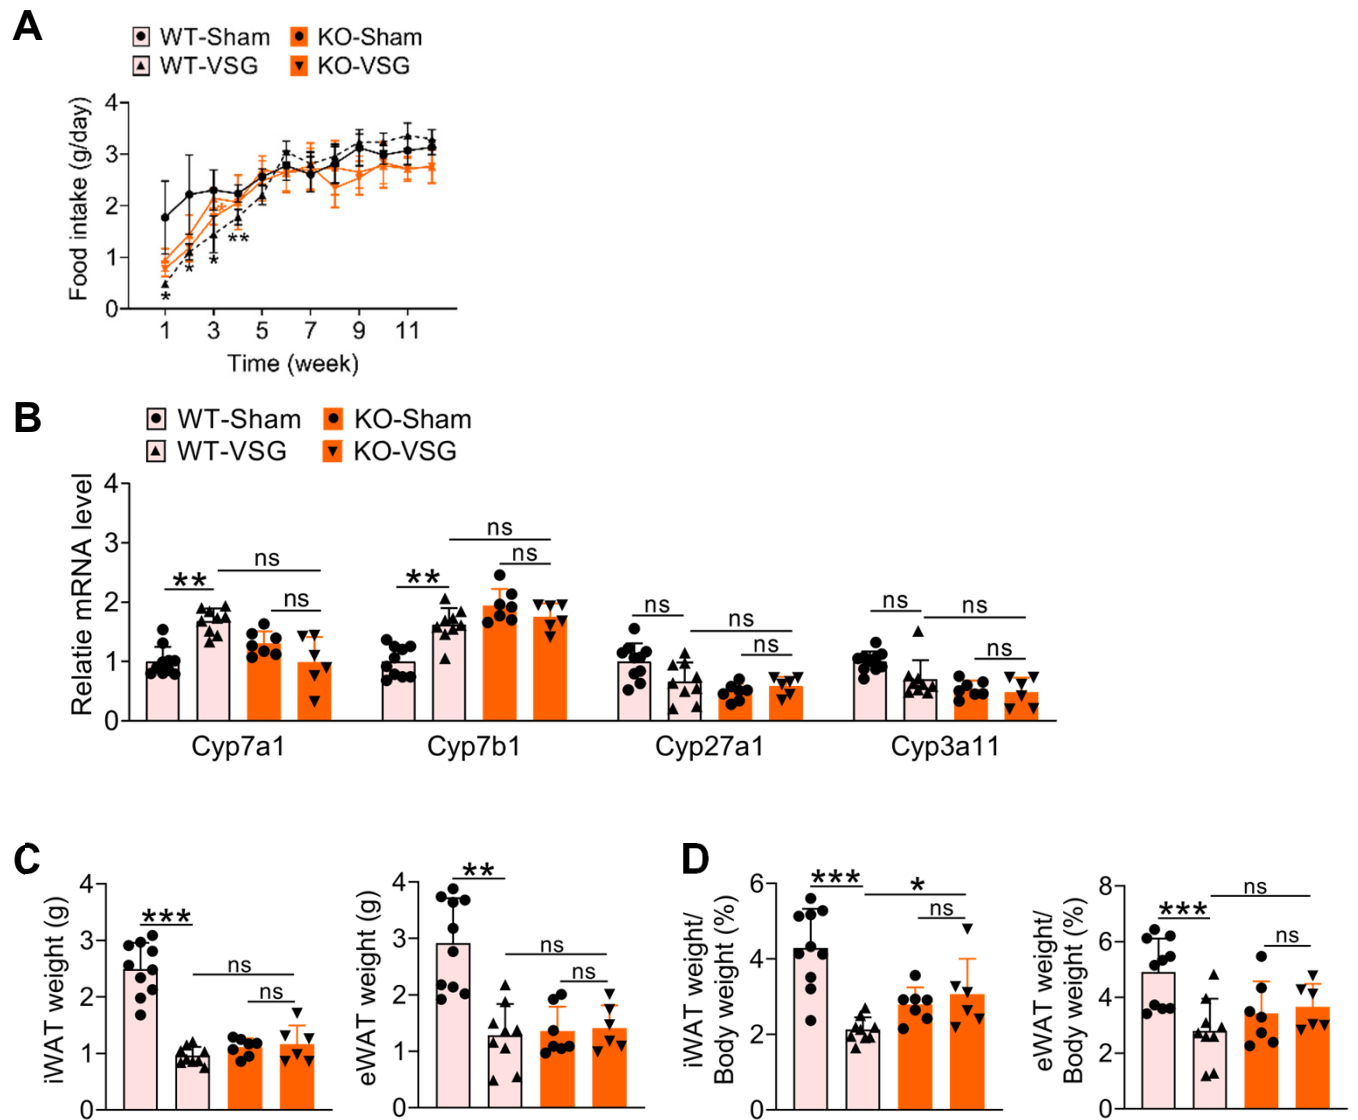 A
WT-Sham KO-Sham
WT-VSG KO-VSG
Food intake (g/day)
4
3
2
1
0
*
*
*
**
*
1 3 5 7 9 11
Time (week)
B
WT-Sham KO-Sham
WT-VSG KO-VSG
Relatie mRNA level
4
3
2
1
0
** ns ns
** ns ns
ns ns ns
ns ns ns
Cyp7a1 Cyp7b1 Cyp27a1 Cyp3a11
C
iWAT weight (g)
4
3
2
1
0
*** ns ns
eWAT weight (g)
4
3
2
1
0
** ns ns
D
iWAT weight/
Body weight (%)
6
4
2
0
*** * ns
eWAT weight/
Body weight (%)
8
6
4
2
0
*** ns ns